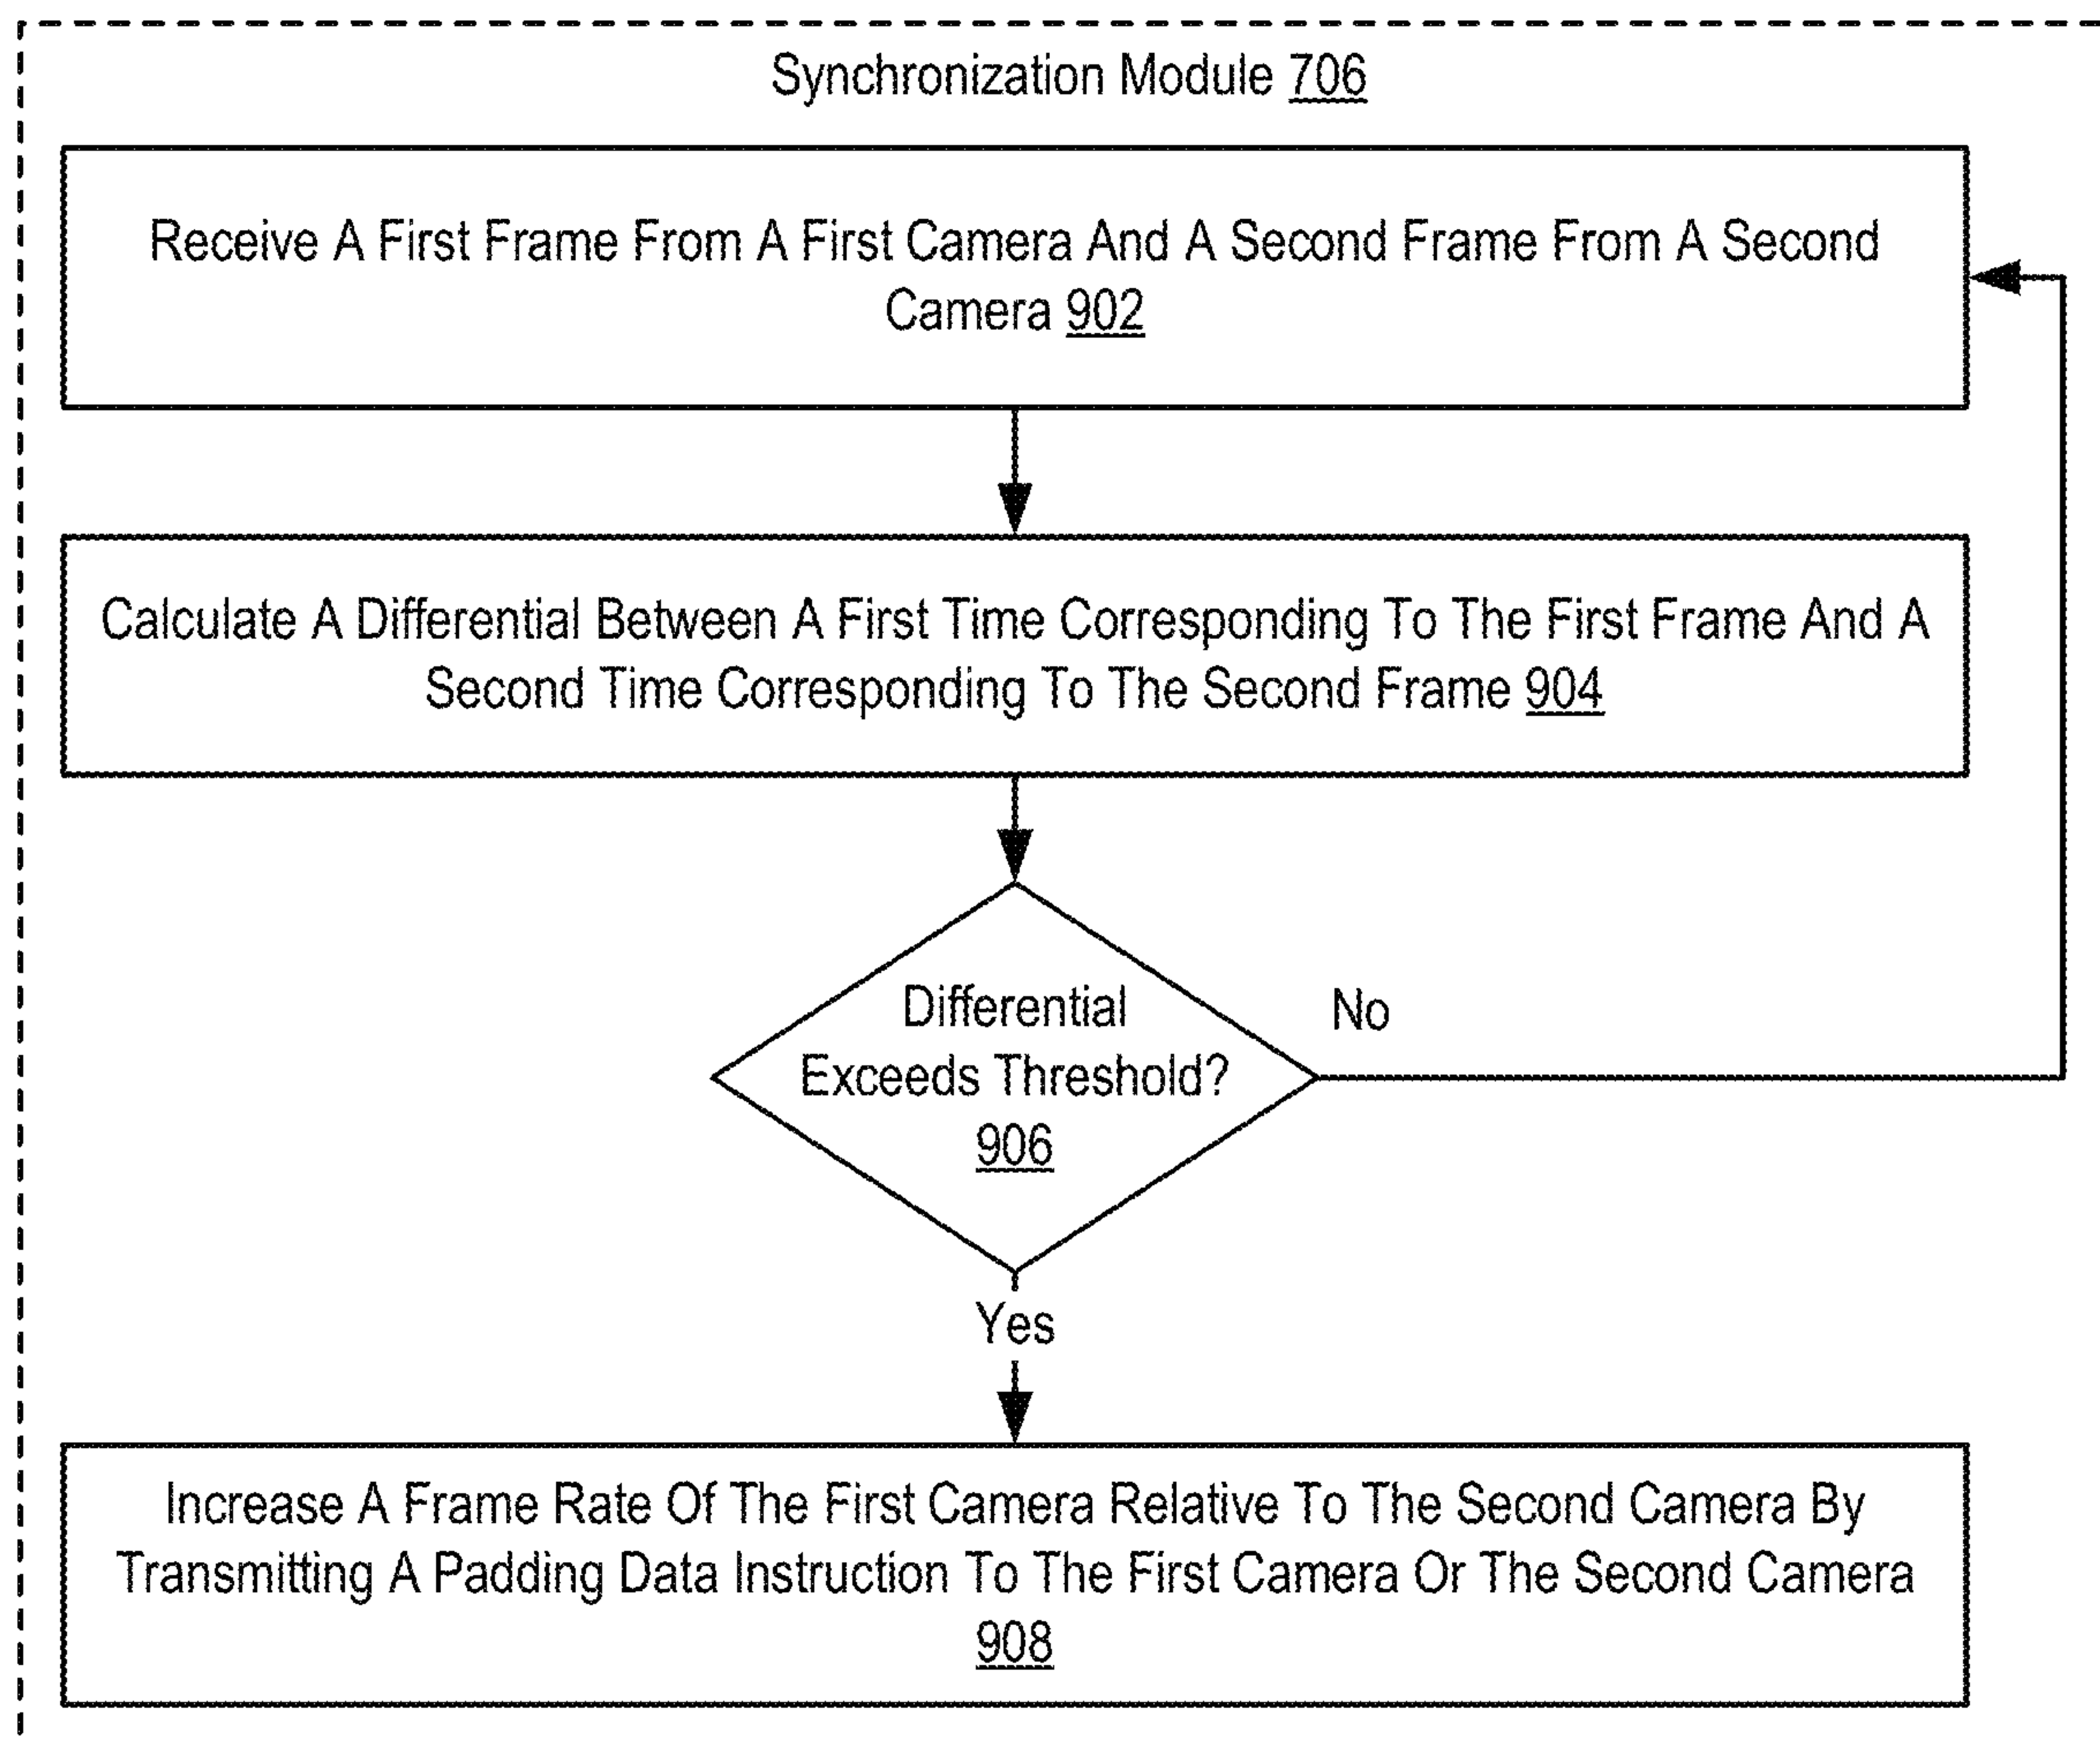 Synchronization Module 706
Receive A First Frame From A First Camera And A Second Frame From A Second
Camera 902
Calculate A Differential Between A First Time Corresponding To The First Frame And A
Second Time Corresponding To The Second Frame 904
Differential
Exceeds Threshold?
906
No
Yes
Increase A Frame Rate Of The First Camera Relative To The Second Camera By
Transmitting A Padding Data Instruction To The First Camera Or The Second Camera
908